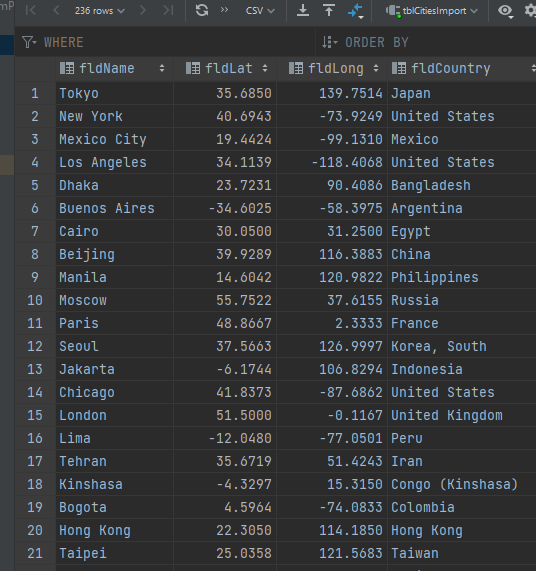 mP
236 rows
CSV
tblCitiesImport
WHERE
ORDER BY
fldName fldLat fldLong fldCountry
1 Tokyo 35.6850 139.7514 Japan
2 New York 40.6943 -73.9249 United States
3 Mexico City 19.4424 -99.1310 Mexico
4 Los Angeles 34.1139 -118.4068 United States
5 Dhaka 23.7231 90.4086 Bangladesh
6 Buenos Aires -34.6025 -58.3975 Argentina
7 Cairo 30.0500 31.2500 Egypt
8 Beijing 39.9289 116.3883 China
9 Manila 14.6042 120.9822 Philippines
10 Moscow 55.7522 37.6155 Russia
11 Paris 48.8667 2.3333 France
12 Seoul 37.5663 126.9997 Korea, South
13 Jakarta -6.1744 106.8294 Indonesia
14 Chicago 41.8373 -87.6862 United States
15 London 51.5000 -0.1167 United Kingdom
16 Lima -12.0480 -77.0501 Peru
17 Tehran 35.6719 51.4243 Iran
18 Kinshasa -4.3297 15.3150 Congo (Kinshasa)
19 Bogota 4.5964 -74.0833 Colombia
20 Hong Kong 22.3050 114.1850 Hong Kong
21 Taipei 25.0358 121.5683 Taiwan